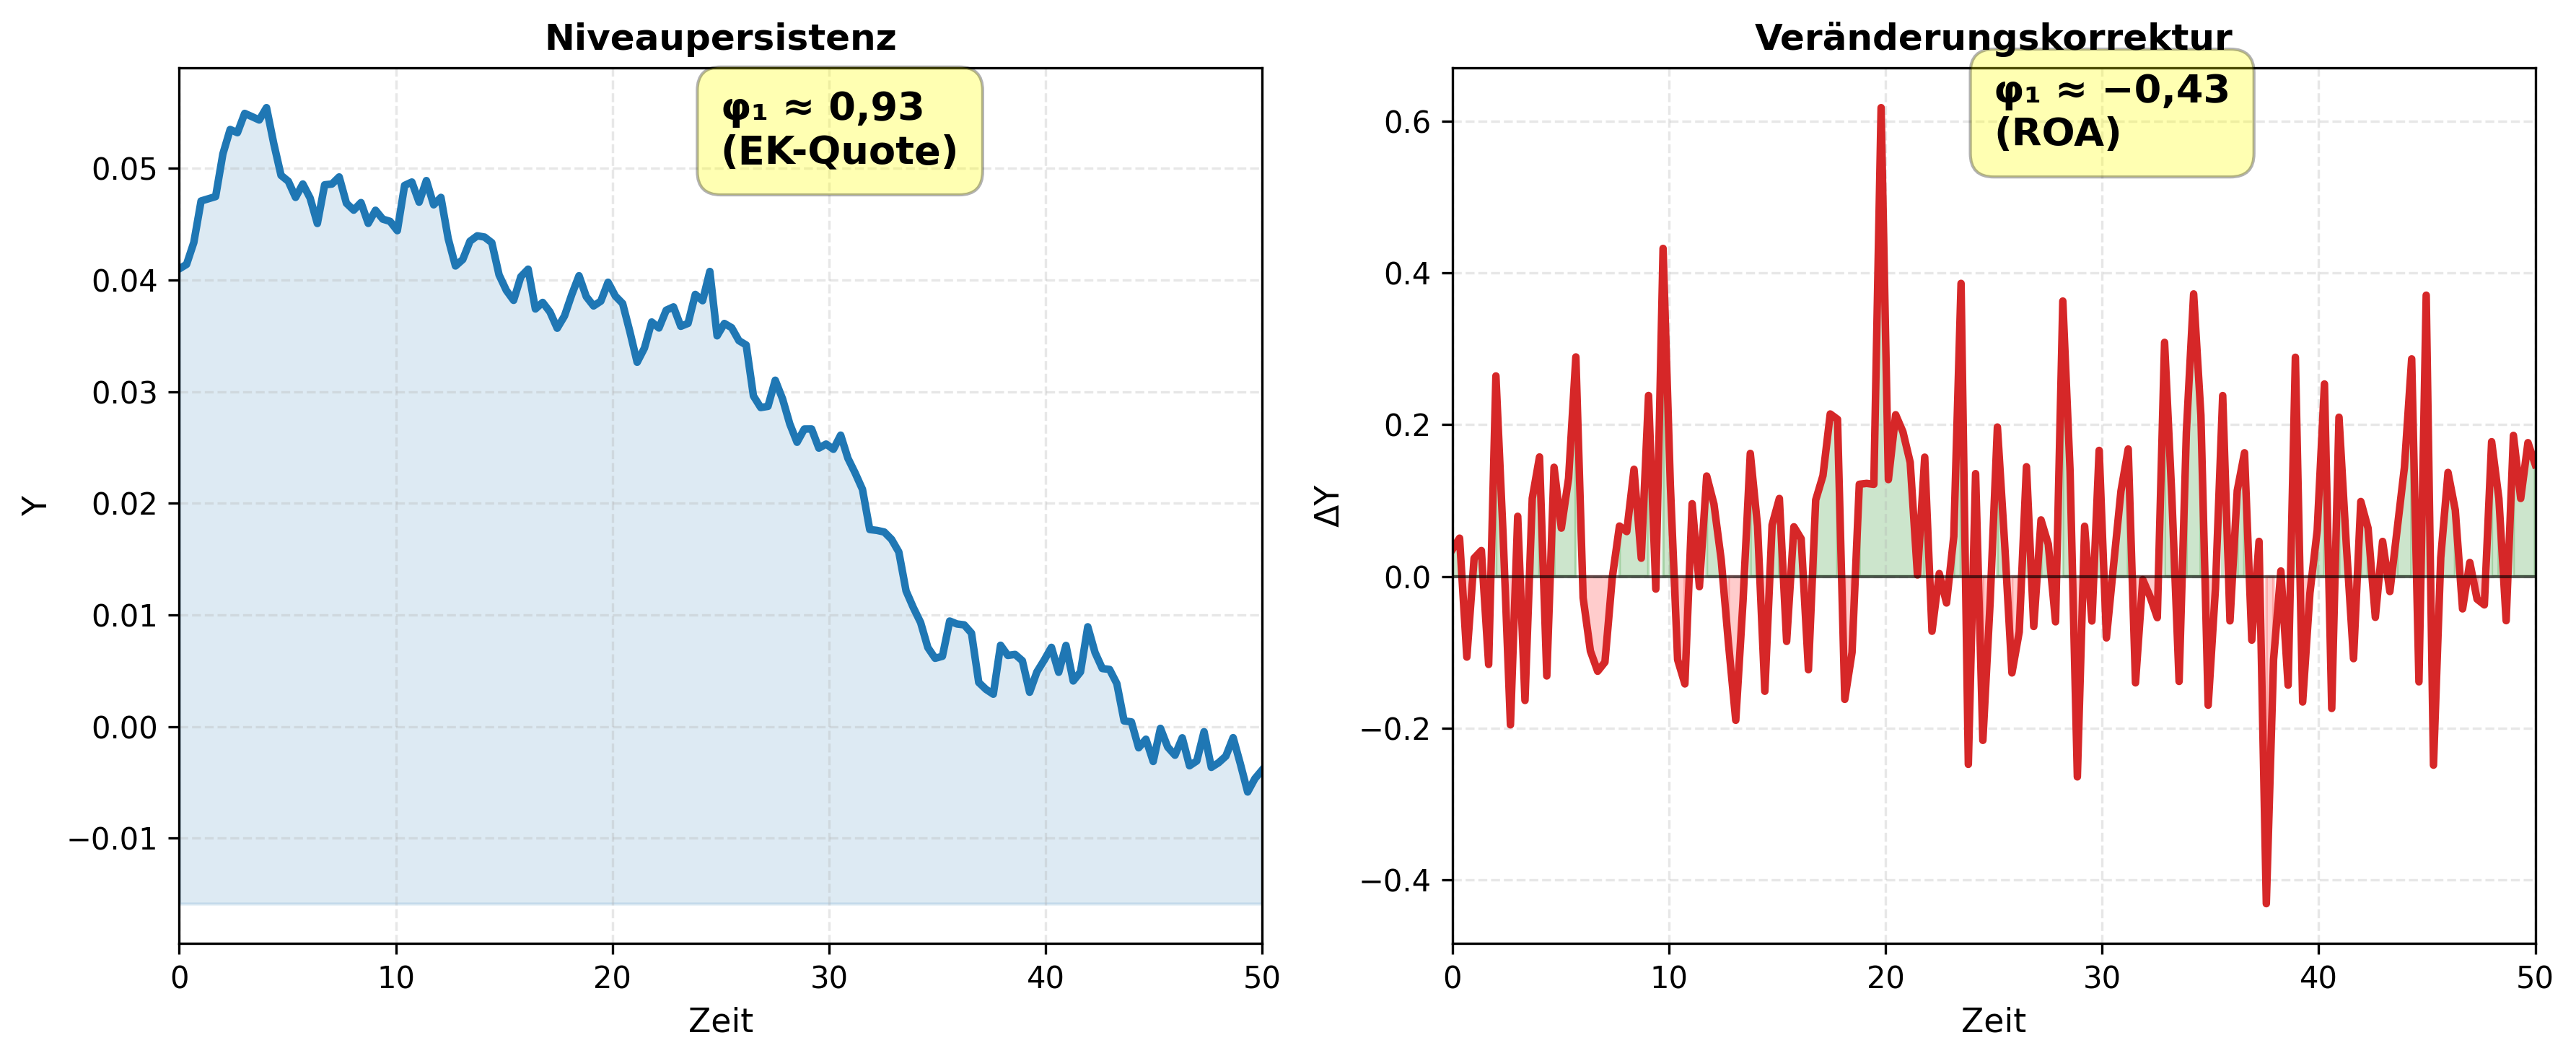 Niveaupersistenz
φ₁ ≈ 0,93
(EK-Quote)
Y
0.05
0.04
0.03
0.02
0.01
0.00
−0.01
0 10 20 30 40 50
Zeit
Veränderungskorrektur
φ₁ ≈ −0,43
(ROA)
ΔY
0.6
0.4
0.2
0.0
−0.2
−0.4
0 10 20 30 40 50
Zeit